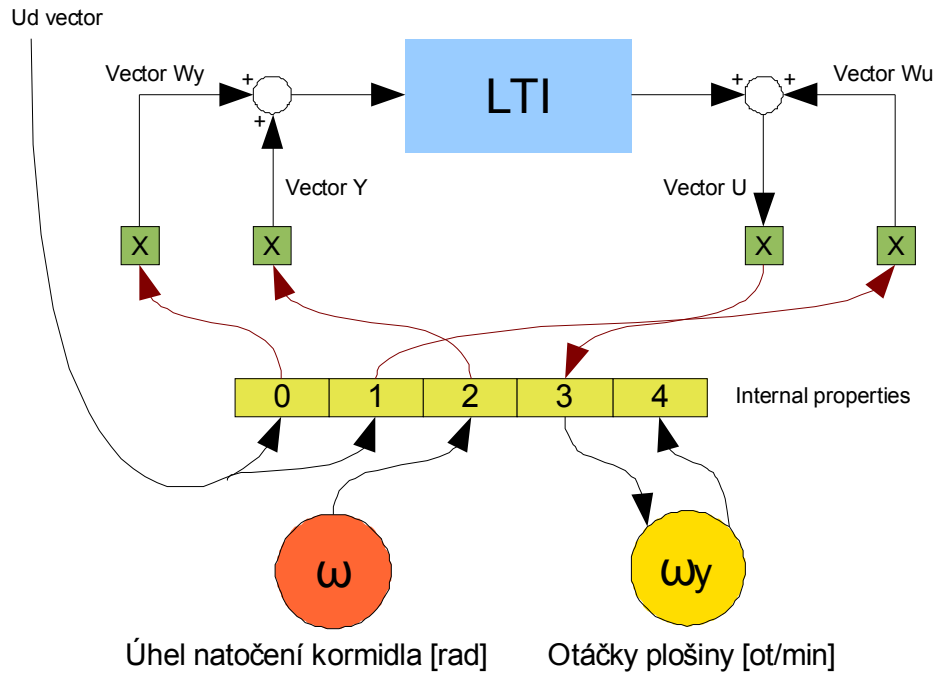 Ud vector
Vector Wy
+
+
LTI
+
+
Vector Wu
Vector Y
Vector U
X
X
X
X
0
1
2
3
4
Internal properties
ω
ωy
Úhel natočení kormidla [rad]
Otáčky plošiny [ot/min]